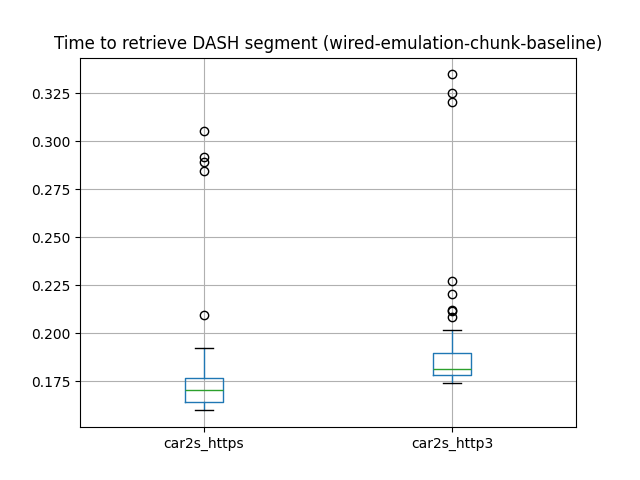 Time to retrieve DASH segment (wired-emulation-chunk-baseline)
0.325
0.300
0.275
0.250
0.225
0.200
0.175
car2s_https
car2s_http3